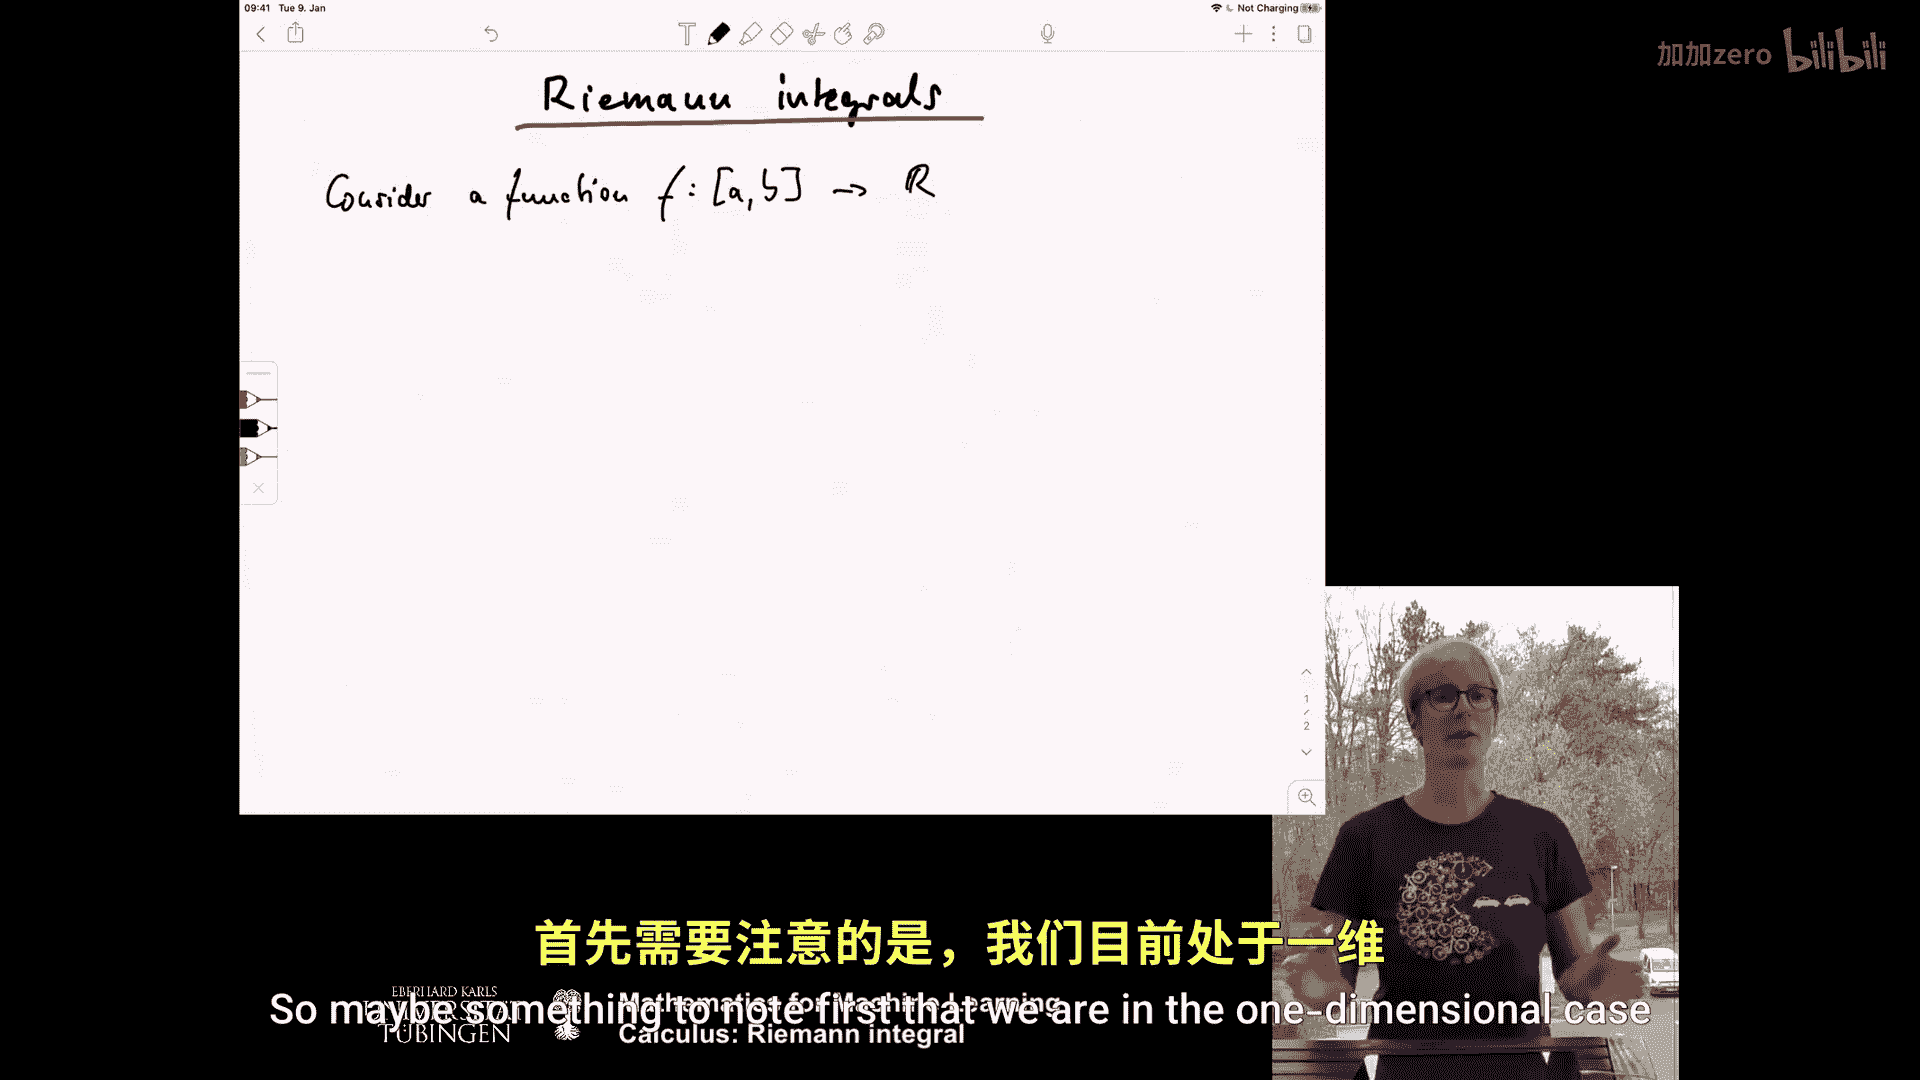 09:41 Tue 9. Jan
Not Charging
T
加加zero bilibili
Riemann integrals
Consider a function f: [a, b] → ℝ
1
2
首先需要注意的是，我们目前处于一维
So maybe something to note first that we are in the one-dimensional case
EBERHARD KARLS
UNIVERSITÄT
TÜBINGEN
Mathematics for Machine Learning
Calculus: Riemann integral